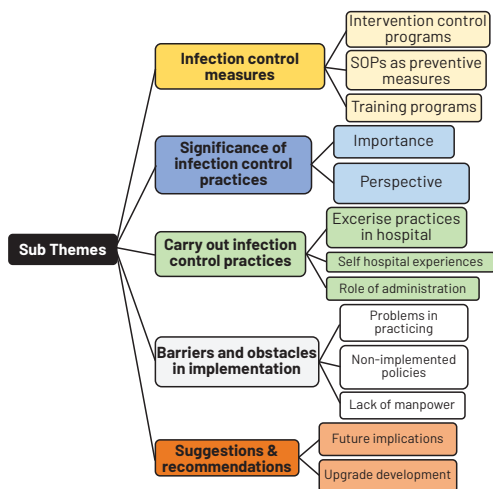 Sub Themes
Infection control
measures
Intervention control
programs
SOPs as preventive
measures
Training programs
Significance of
infection control
practices
Importance
Perspective
Carry out infection
control practices
Excerise practices
in hospital
Self hospital experiences
Role of administration
Barriers and obstacles
in implementation
Problems in
practicing
Non-implemented
policies
Lack of manpower
Suggestions &
recommendations
Future implications
Upgrade development